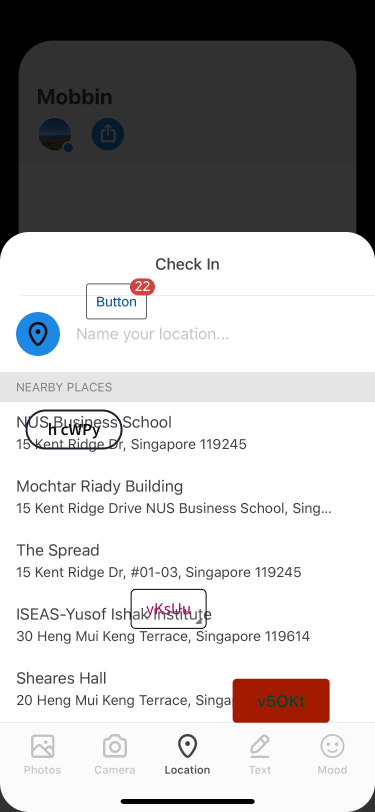 Mobbin
Check In
22
Button
Name your location...
NEARBY PLACES
NUS Business School
h cWPy
15 Kent Ridge Dr, Singapore 119245
Mochtar Riady Building
15 Kent Ridge Drive NUS Business School, Sing...
The Spread
15 Kent Ridge Dr, #01-03, Singapore 119245
ISEAS-Yusof Ishak Institute
yKsUu
30 Heng Mui Keng Terrace, Singapore 119614
Sheares Hall
20 Heng Mui Keng Terrace, Singa
v5OKt
Photos Camera Location Text Mood